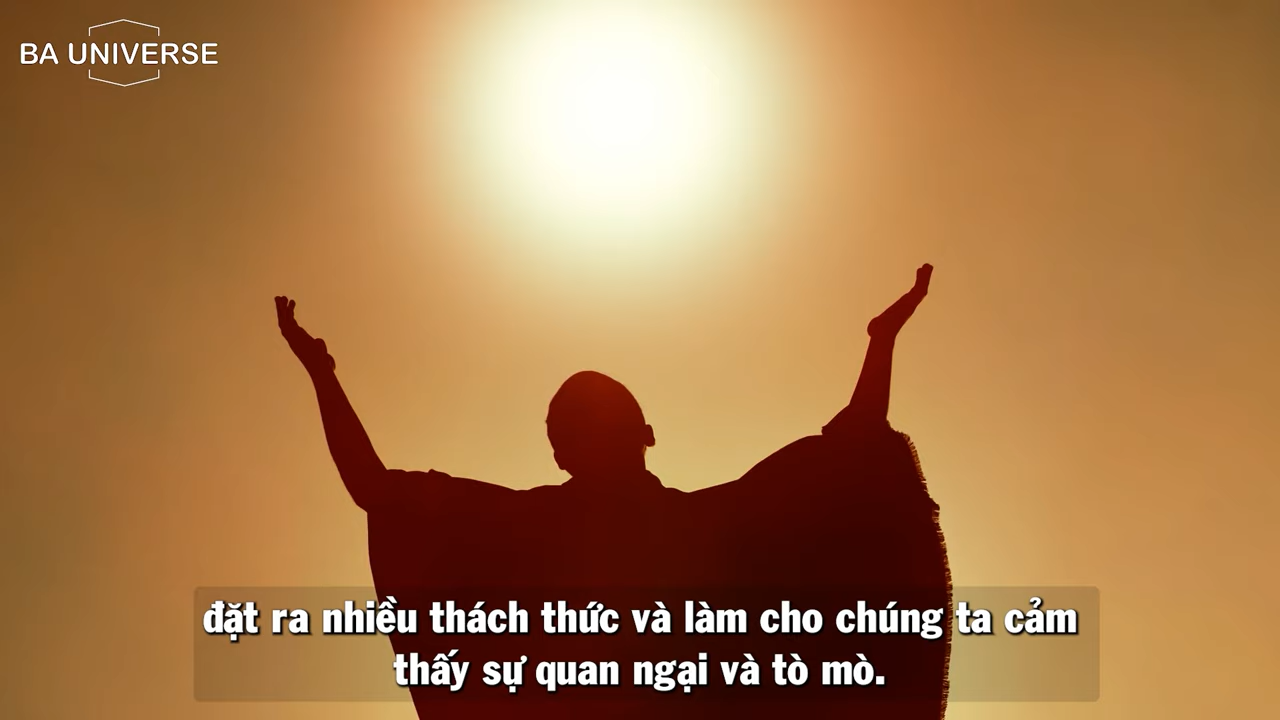 BA UNIVERSE
đặt ra nhiều thách thức và làm cho chúng ta cảm
thấy sự quan ngại và tò mò.